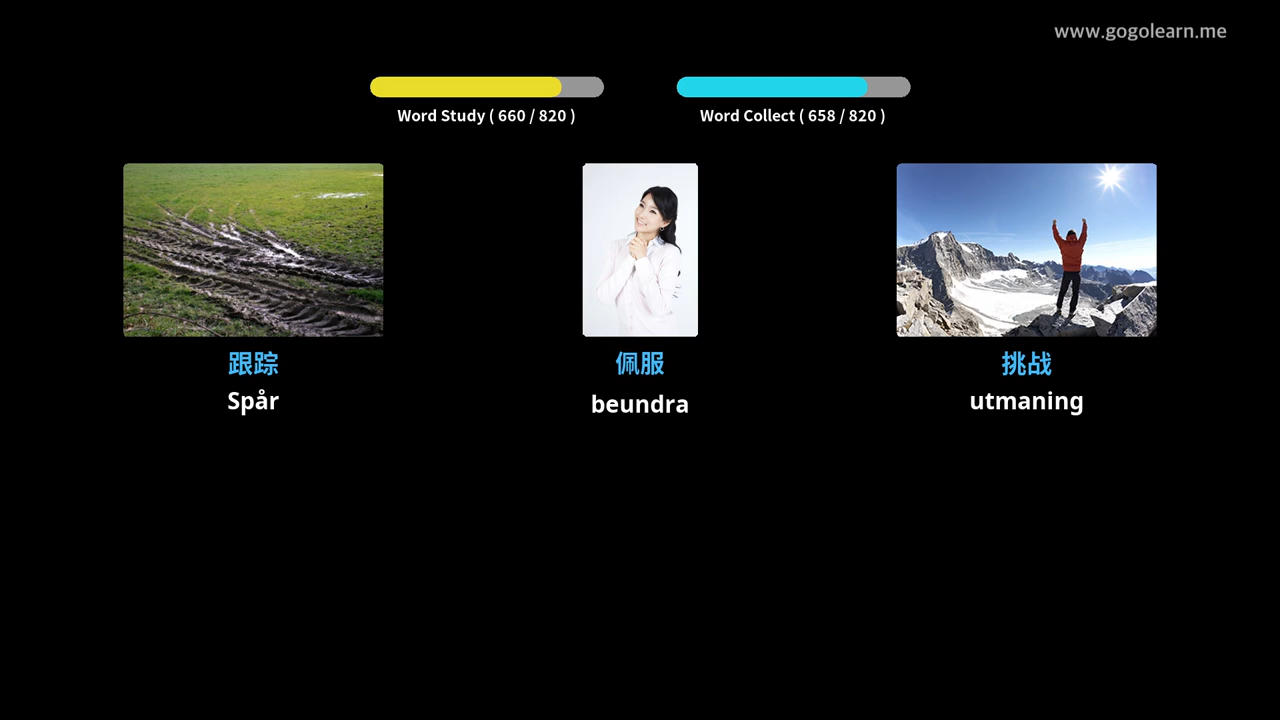 www.gogolearn.me
Word Study ( 660 / 820 )
Word Collect ( 658 / 820 )
跟踪
佩服
挑战
Spår
beundra
utmaning